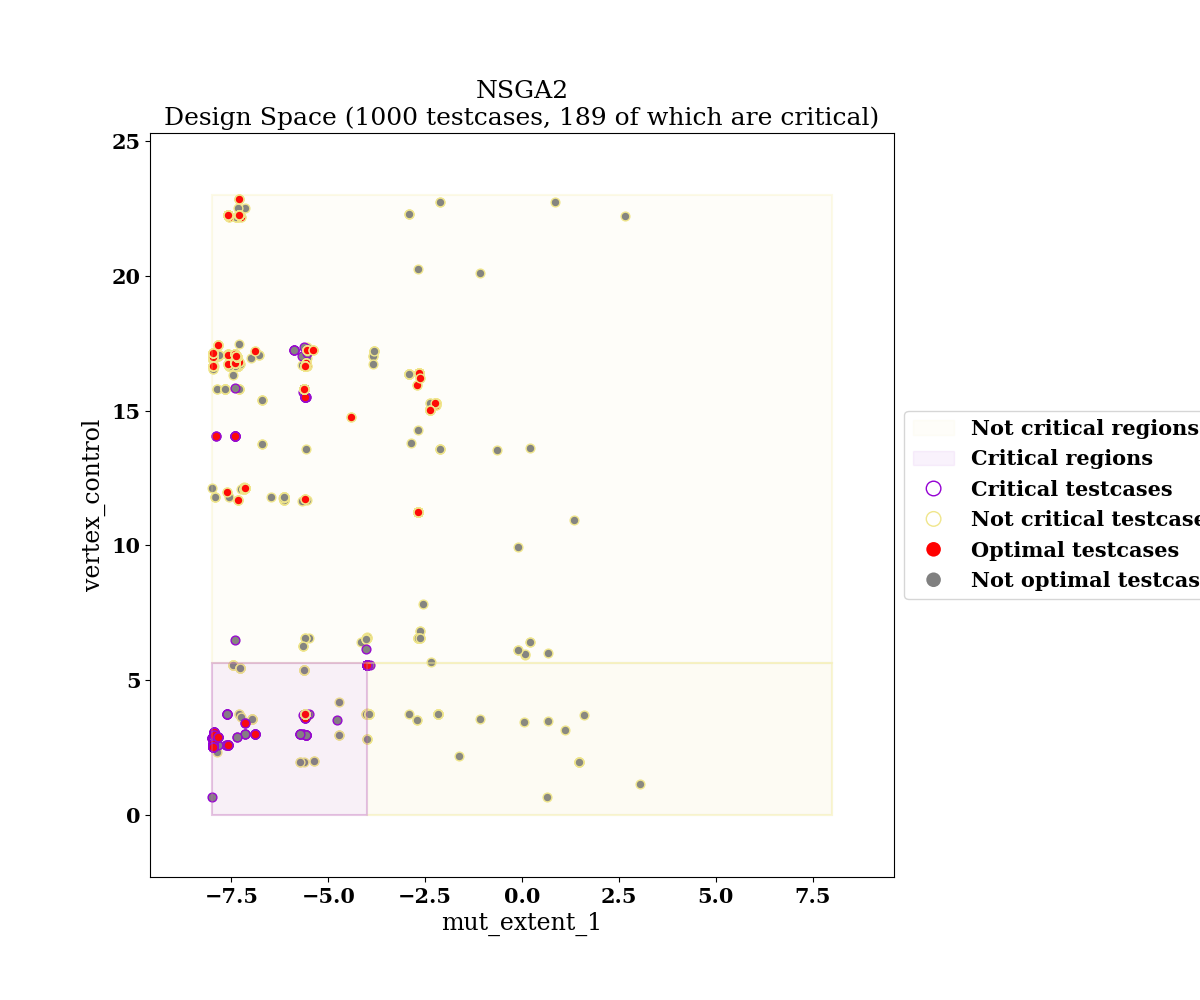 NSGA2
Design Space (1000 testcases, 189 of which are critical)
25
20
15
10
5
0
vertex_control
−7.5 −5.0 −2.5 0.0 2.5 5.0 7.5
mut_extent_1
Not critical regions
Critical regions
Critical testcases
Not critical testcase
Optimal testcases
Not optimal testcas